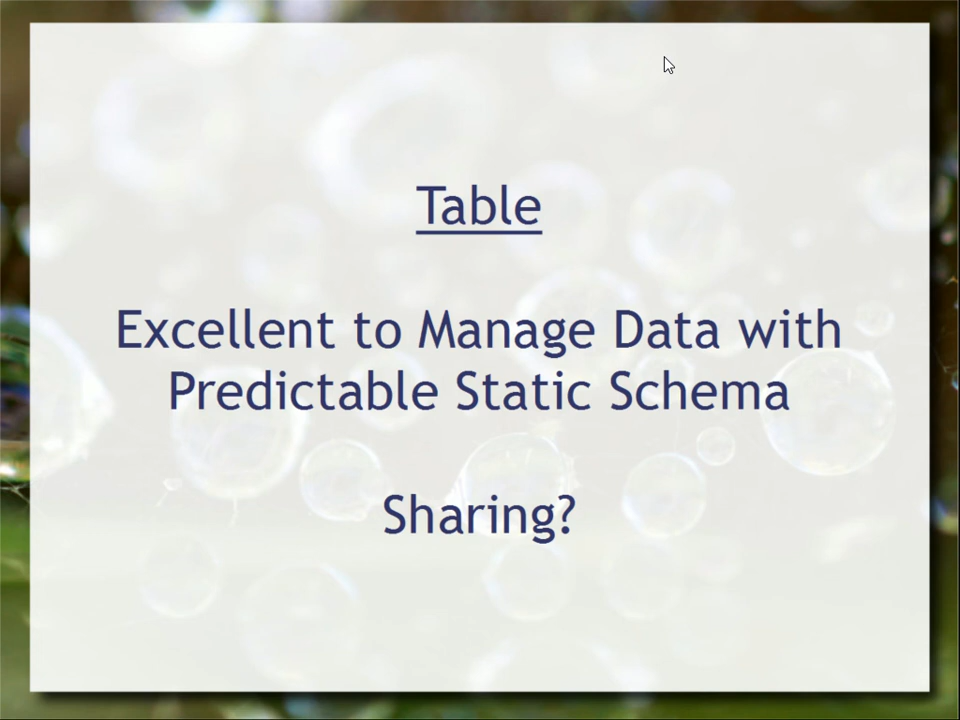 Table
Excellent to Manage Data with
Predictable Static Schema
Sharing?